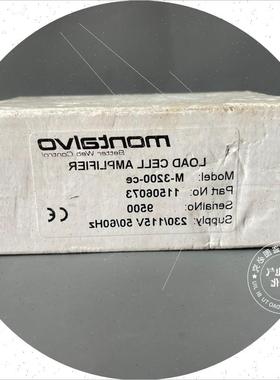 montalvo
Better Web Control
LOAD CELL AMPLIFIER
Model: M-3200-ce
Part No: 11506073
SerialNo: 9500
Supply: 230/115V 50/60Hz
CE